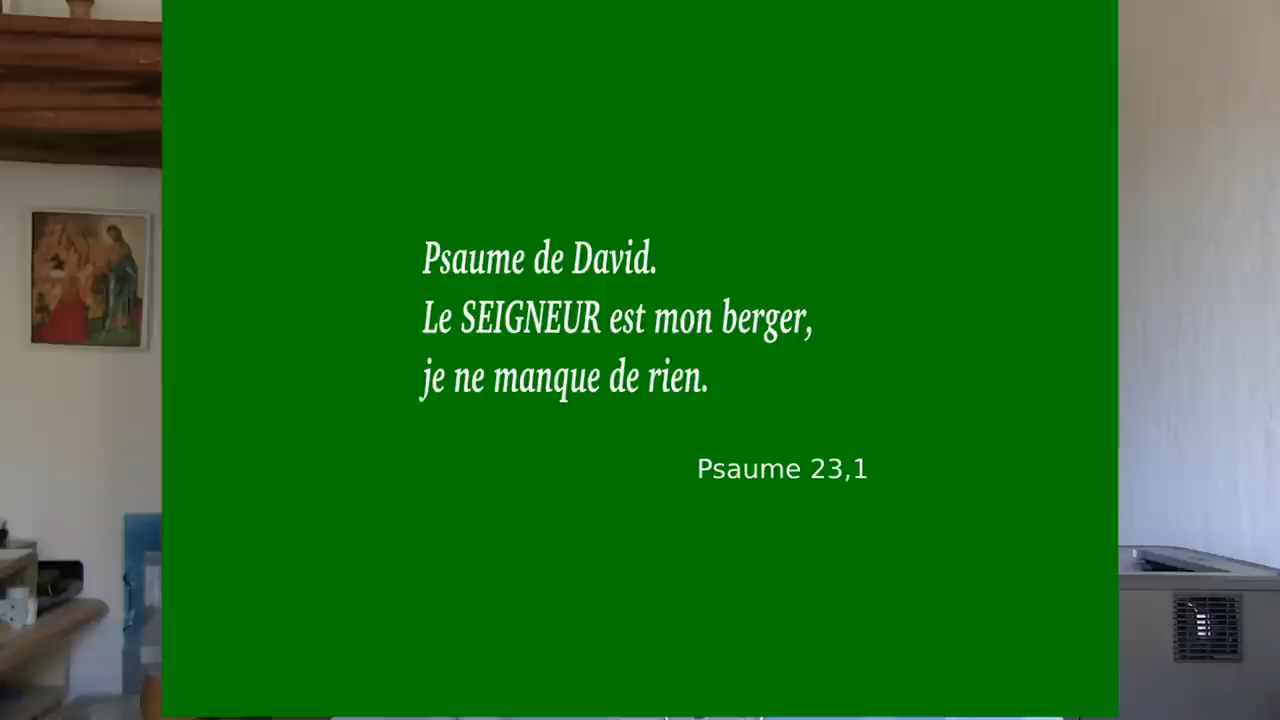 Psaume de David.
Le SEIGNEUR est mon berger,
je ne manque de rien.
Psaume 23,1